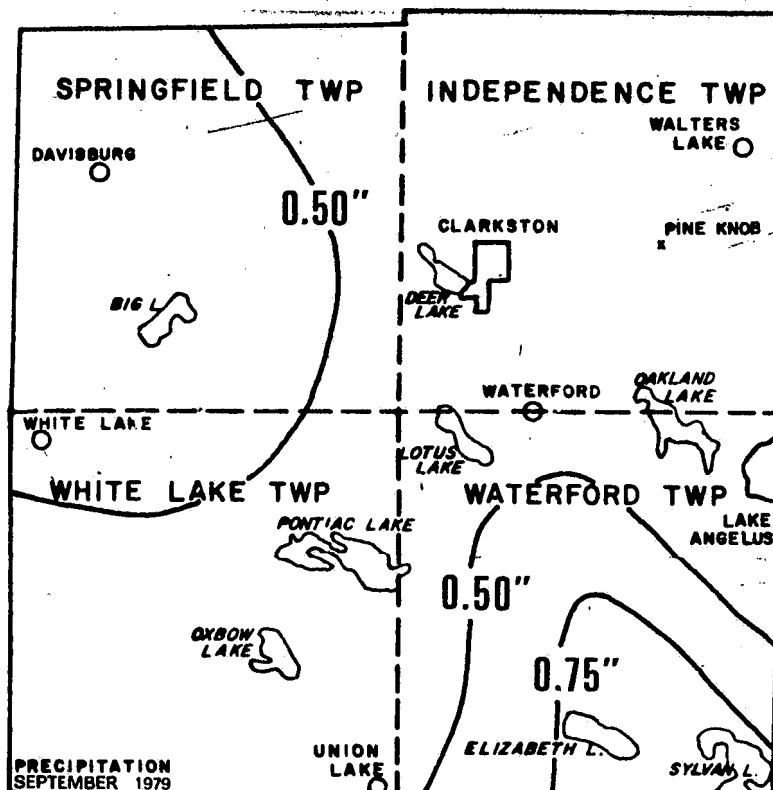 SPRINGFIELD TWP
INDEPENDENCE TWP
WALTERS
LAKE
DAVISBURG
0.50"
CLARKSTON
PINE KNOB
BIG L.
DEER
LAKE
WATERFORD
OAKLAND
LAKE
WHITE LAKE
LOTUS
LAKE
WHITE LAKE TWP
WATERFORD TWP
PONTIAC LAKE
LAKE
ANGELUS
0.50"
OXBOW
LAKE
0.75"
UNION
LAKE
ELIZABETH L.
SYLVAN L.
PRECIPITATION
SEPTEMBER 1979